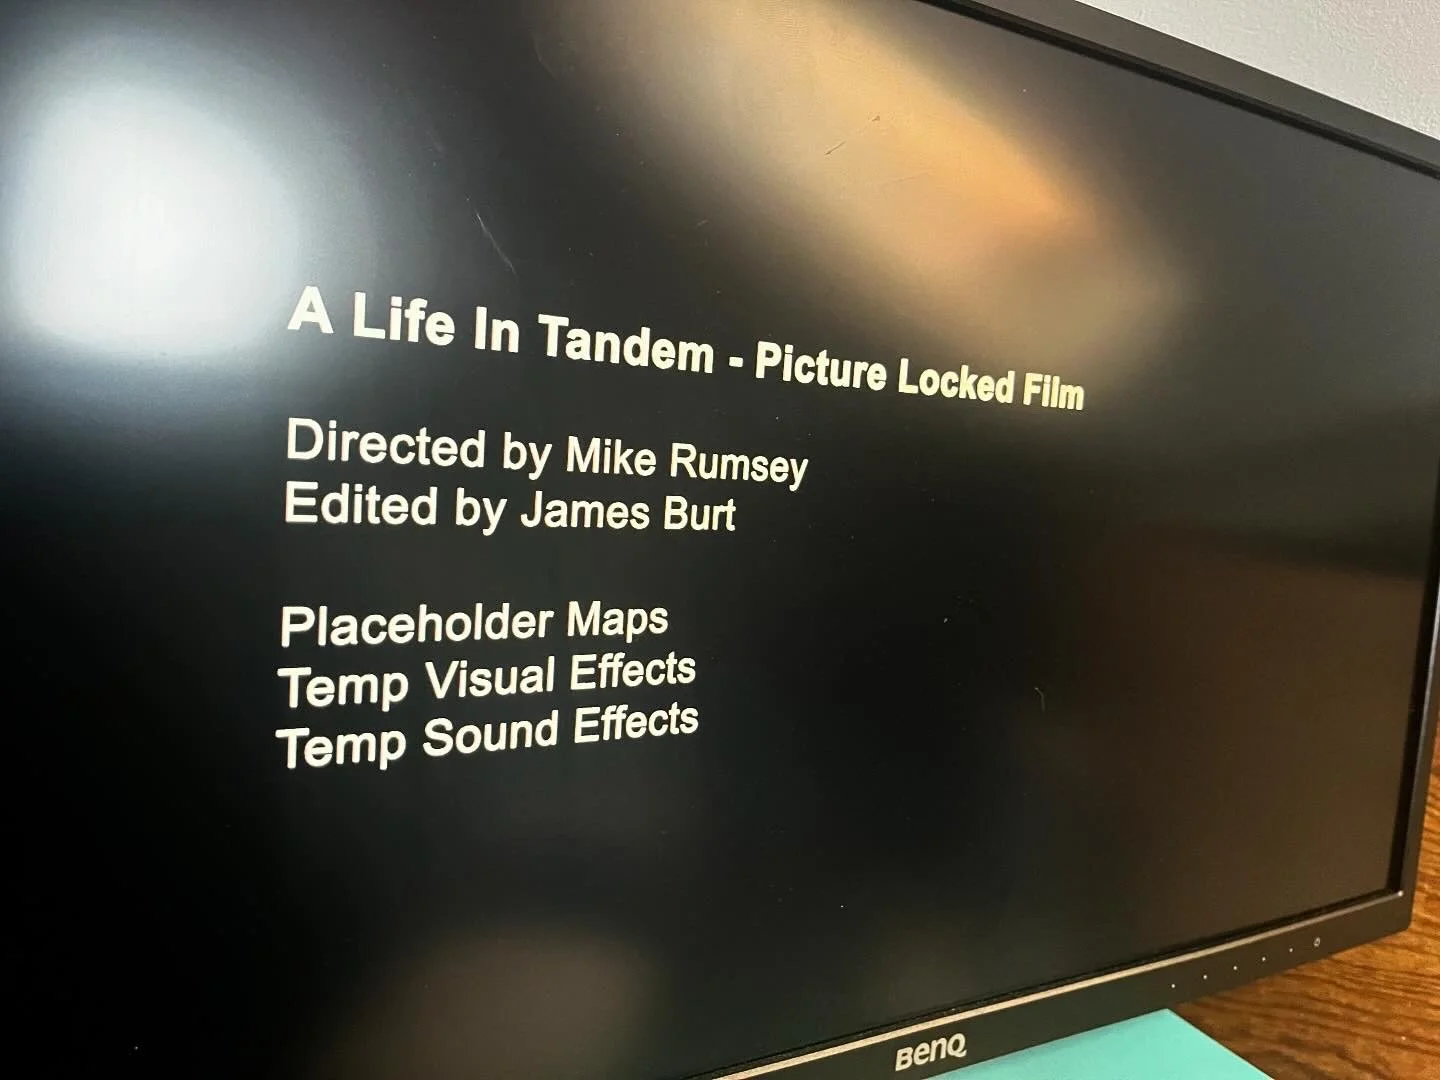 A Life In Tandem - Picture Locked Film
Directed by Mike Rumsey
Edited by James Burt
Placeholder Maps
Temp Visual Effects
Temp Sound Effects
BenQ